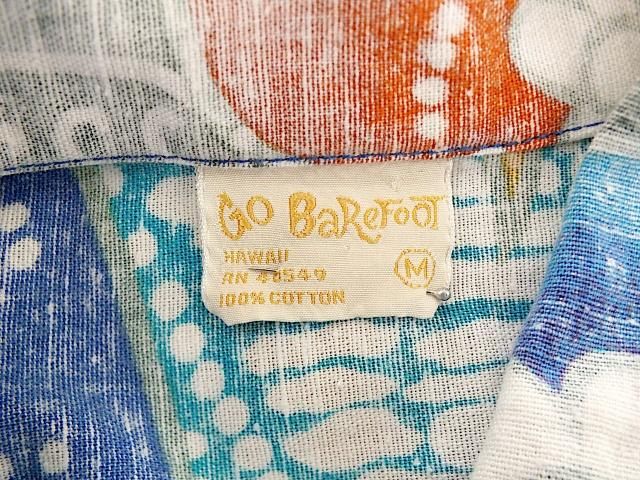 Go BaReFooT
HAWAII
RN 40549
100% COTTON
M